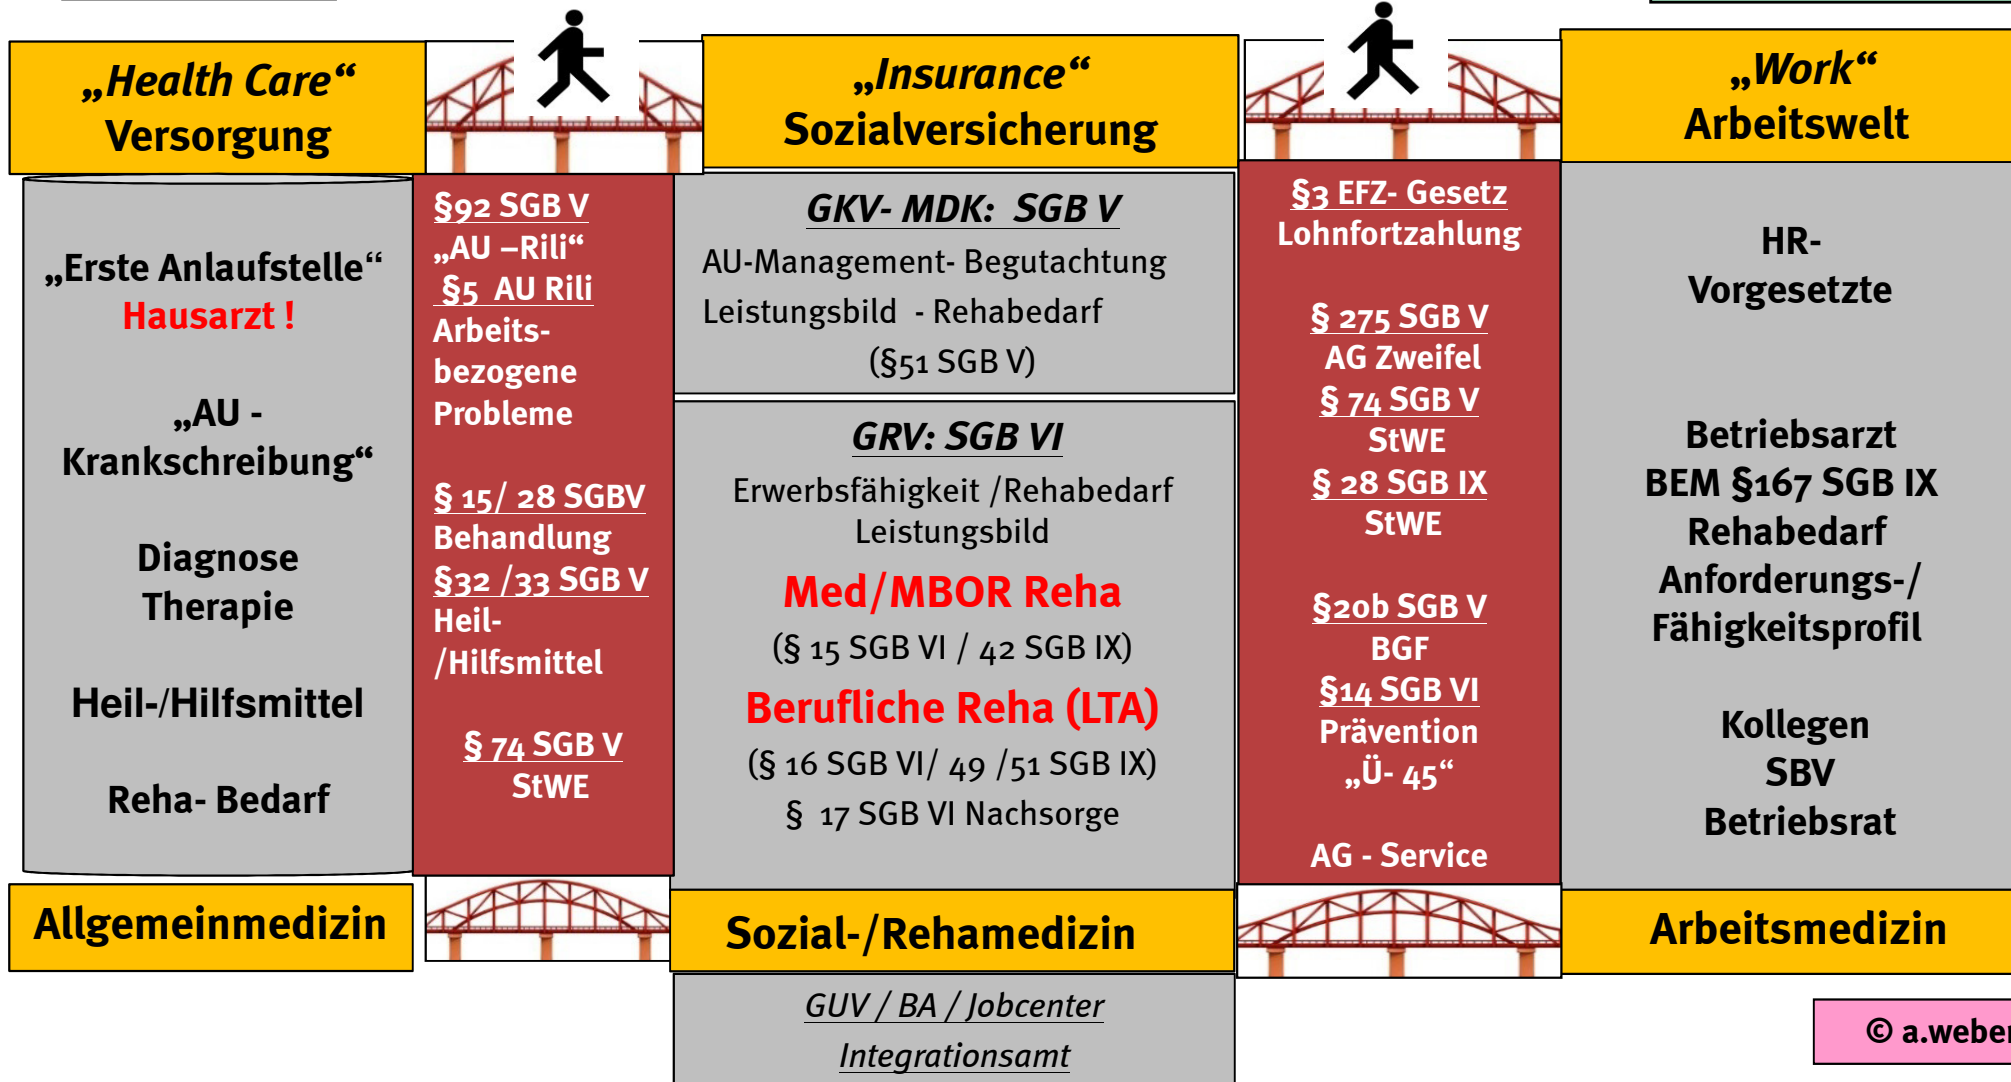 „Health Care“
Versorgung
„Erste Anlaufstelle“
Hausarzt !
„AU -
Krankschreibung“
Diagnose
Therapie
Heil-/Hilfsmittel
Reha- Bedarf
Allgemeinmedizin
§92 SGB V
„AU –Rili“
§5 AU Rili
Arbeits-
bezogene
Probleme
§ 15/ 28 SGBV
Behandlung
§32 /33 SGB V
Heil-
/Hilfsmittel
§ 74 SGB V
StWE
„Insurance“
Sozialversicherung
GKV- MDK: SGB V
AU-Management- Begutachtung
Leistungsbild - Rehabedarf
(§51 SGB V)
GRV: SGB VI
Erwerbsfähigkeit /Rehabedarf
Leistungsbild
Med/MBOR Reha
(§ 15 SGB VI / 42 SGB IX)
Berufliche Reha (LTA)
(§ 16 SGB VI/ 49 /51 SGB IX)
§ 17 SGB VI Nachsorge
Sozial-/Rehamedizin
GUV / BA / Jobcenter
Integrationsamt
§3 EFZ- Gesetz
Lohnfortzahlung
§ 275 SGB V
AG Zweifel
§ 74 SGB V
StWE
§ 28 SGB IX
StWE
§20b SGB V
BGF
§14 SGB VI
Prävention
„Ü- 45“
AG - Service
„Work“
Arbeitswelt
HR-
Vorgesetzte
Betriebsarzt
BEM §167 SGB IX
Rehabedarf
Anforderungs-/
Fähigkeitsprofil
Kollegen
SBV
Betriebsrat
Arbeitsmedizin
© a.weber